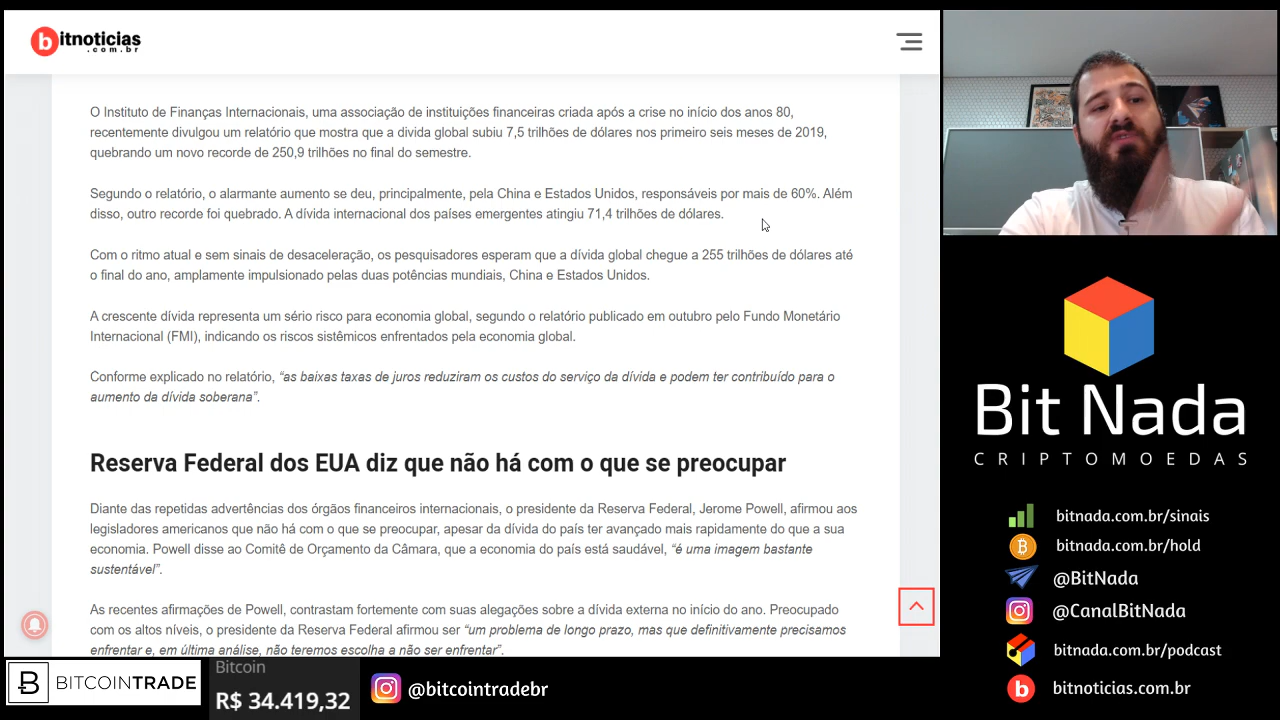 bitnoticias
.com.br
O Instituto de Finanças Internacionais, uma associação de instituições financeiras criada após a crise no início dos anos 80,
recentemente divulgou um relatório que mostra que a divida global subiu 7,5 trilhões de dólares nos primeiro seis meses de 2019,
quebrando um novo recorde de 250,9 trilhões no final do semestre.
Segundo o relatório, o alarmante aumento se deu, principalmente, pela China e Estados Unidos, responsáveis por mais de 60%. Além
disso, outro recorde foi quebrado. A dívida internacional dos países emergentes atingiu 71,4 trilhões de dólares.
Com o ritmo atual e sem sinais de desaceleração, os pesquisadores esperam que a dívida global chegue a 255 trilhões de dólares até
o final do ano, amplamente impulsionado pelas duas potências mundiais, China e Estados Unidos.
A crescente dívida representa um sério risco para economia global, segundo o relatório publicado em outubro pelo Fundo Monetário
Internacional (FMI), indicando os riscos sistêmicos enfrentados pela economia global.
Conforme explicado no relatório, “as baixas taxas de juros reduziram os custos do serviço da dívida e podem ter contribuído para o
aumento da dívida soberana”.
Reserva Federal dos EUA diz que não há com o que se preocupar
Diante das repetidas advertências dos órgãos financeiros internacionais, o presidente da Reserva Federal, Jerome Powell, afirmou aos
legisladores americanos que não há com o que se preocupar, apesar da dívida do país ter avançado mais rapidamente do que a sua
economia. Powell disse ao Comitê de Orçamento da Câmara, que a economia do país está saudável, “é uma imagem bastante
sustentável”.
As recentes afirmações de Powell, contrastam fortemente com suas alegações sobre a dívida externa no início do ano. Preocupado
com os altos níveis, o presidente da Reserva Federal afirmou ser “um problema de longo prazo, mas que definitivamente precisamos
enfrentar e, em última análise, não teremos escolha a não ser enfrentar”.
Bit Nada
CRIPTOMOEDAS
bitnada.com.br/sinais
bitnada.com.br/hold
@BitNada
@CanalBitNada
bitnada.com.br/podcast
bitnoticias.com.br
BITCOINTRADE
Bitcoin
R$ 34.419,32
@bitcointradebr